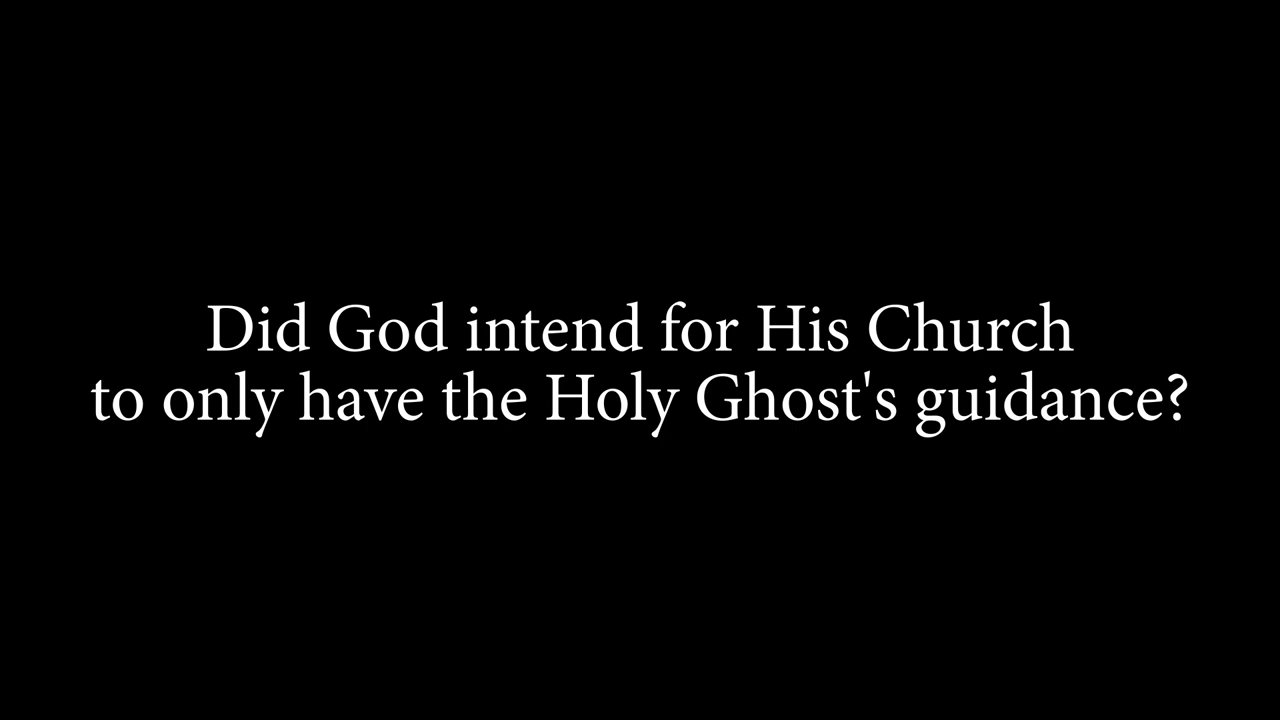 Did God intend for His Church
to only have the Holy Ghost's guidance?